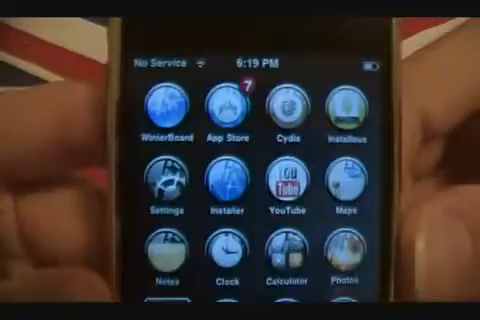 No Service 6:19 PM
7
WinterBoard App Store Cydia Installous
Settings Installer YouTube Maps
You
Tube
Notes Clock Calculator Photos